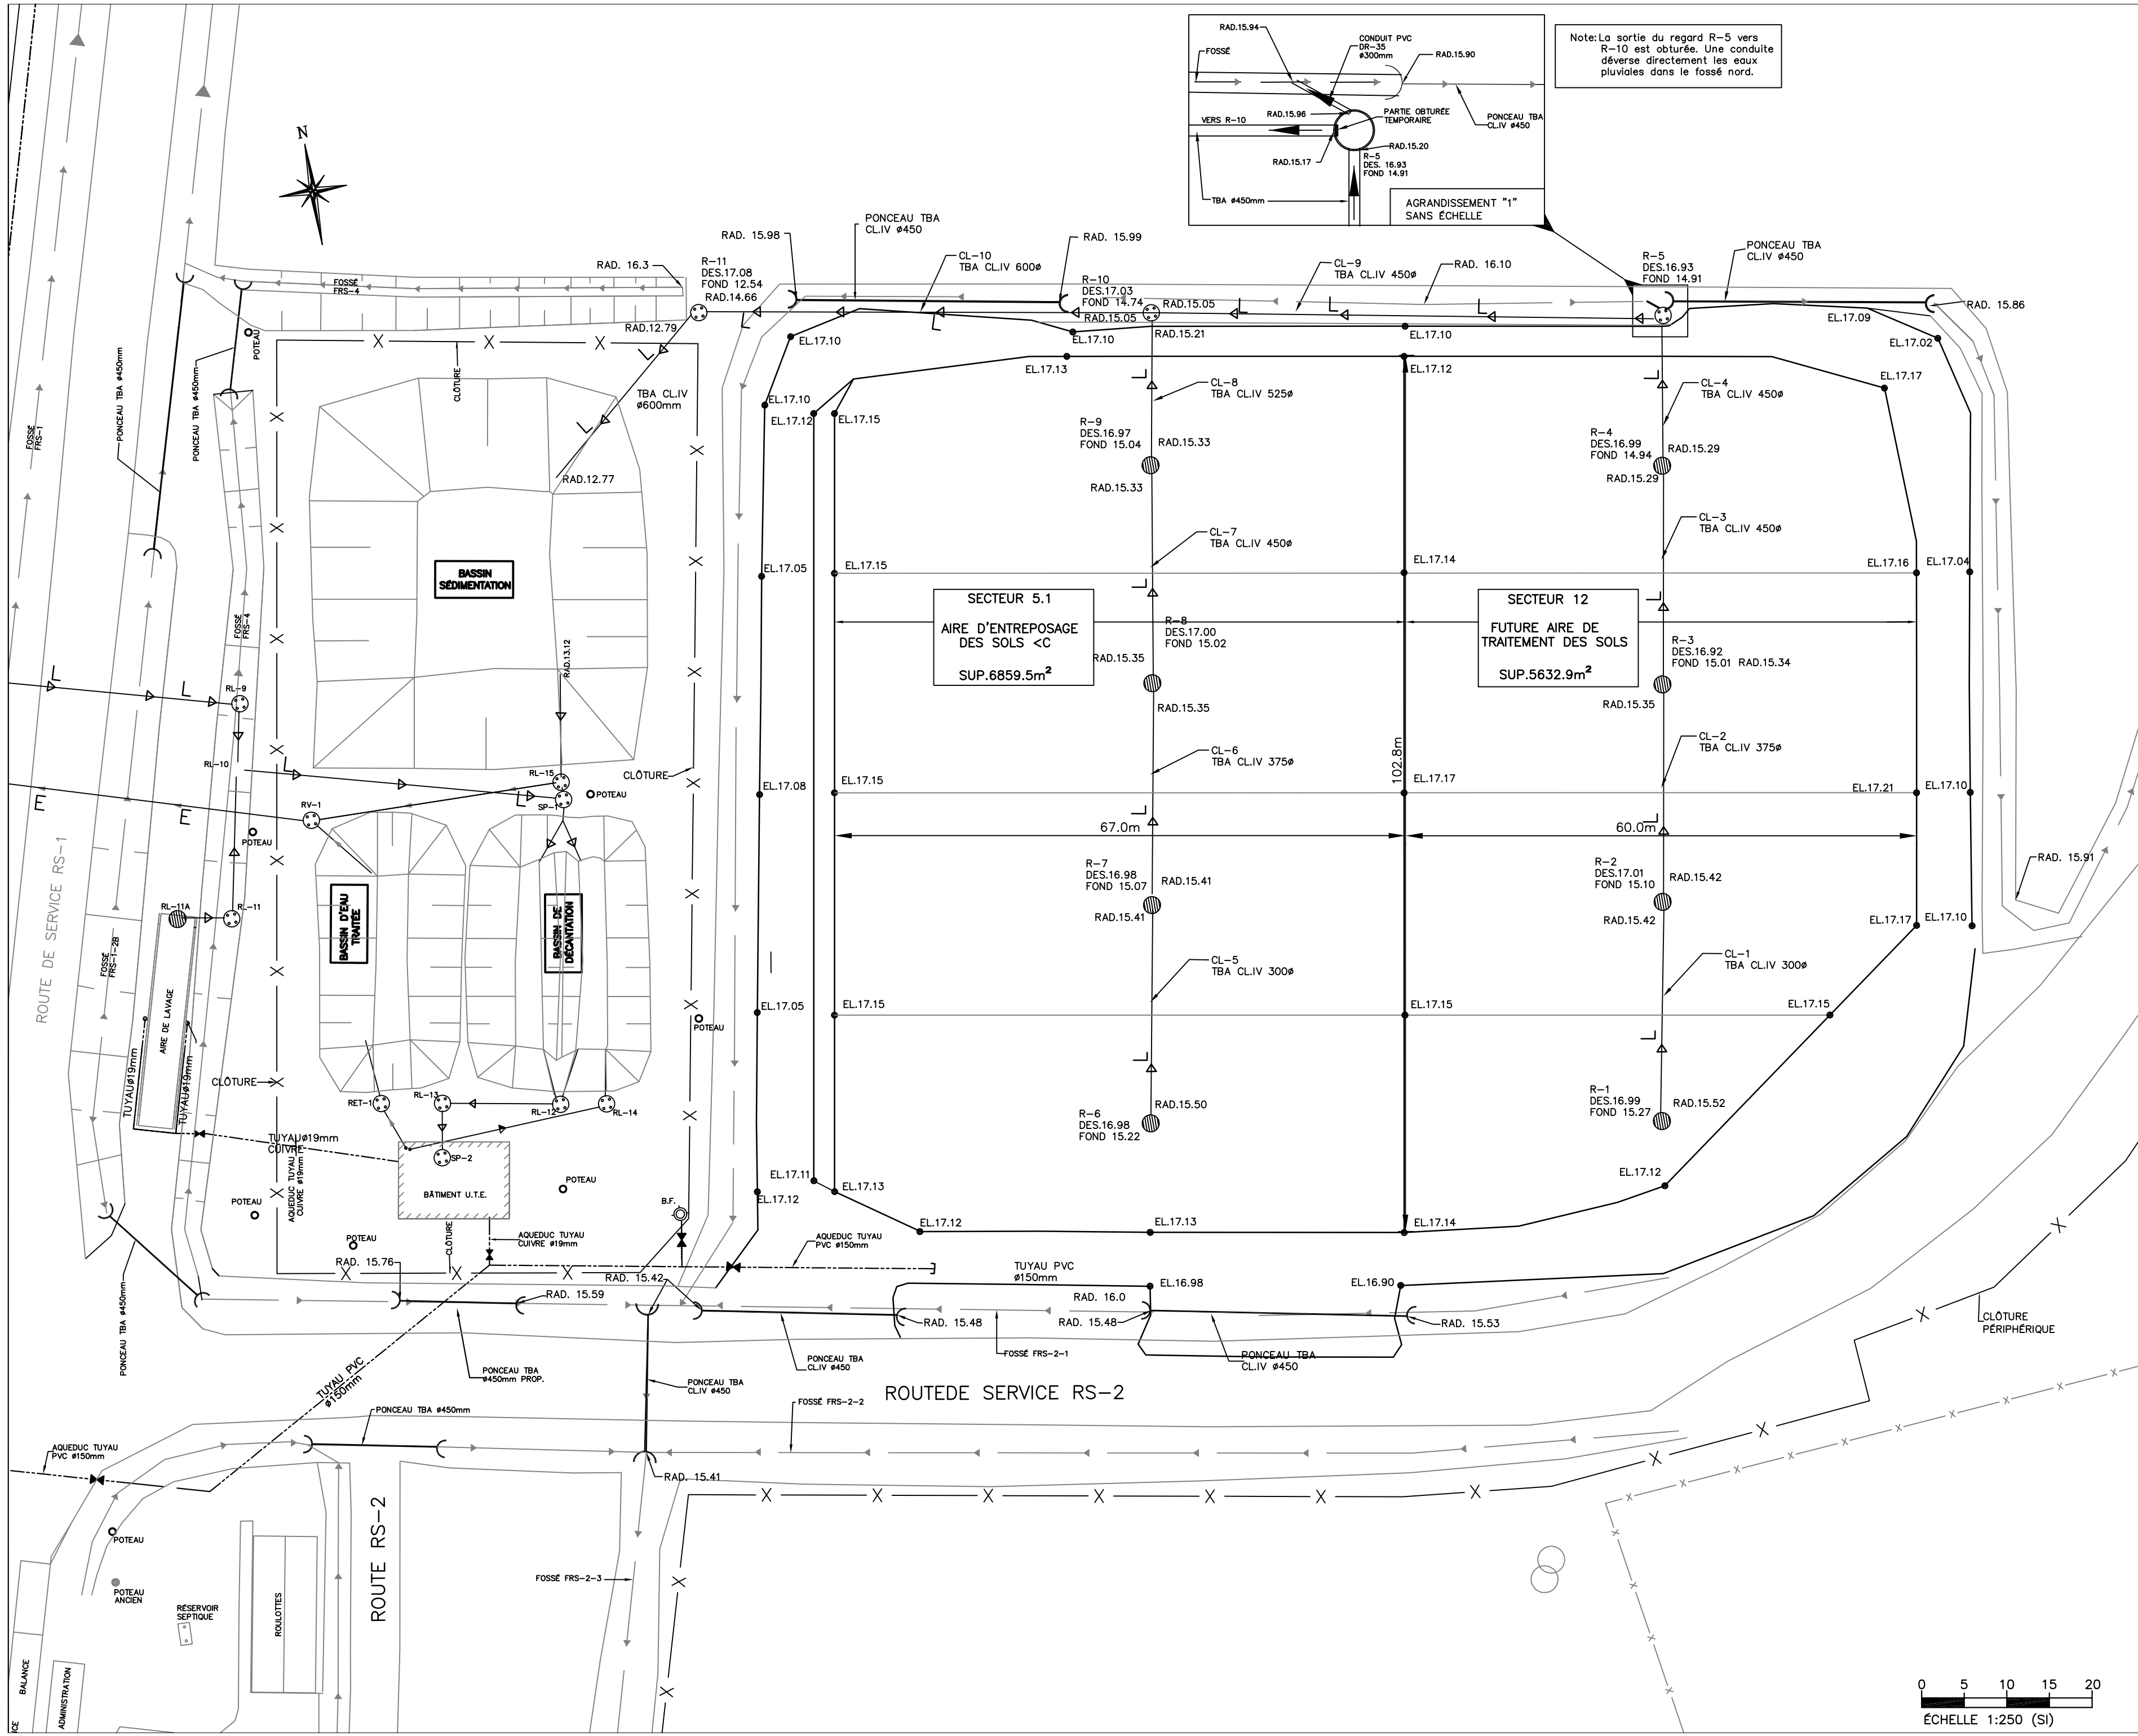 RAD.15.94
FOSSÉ
CONDUIT PVC
DR-35
ø300mm
RAD.15.90
RAD.15.96
PARTIE OBTURÉE
TEMPORAIRE
PONCEAU TBA
CL.IV ø450
VERS R-10
RAD.15.17
RAD.15.20
R-5
DES. 16.93
FOND 14.91
TBA ø450mm
AGRANDISSEMENT "1"
SANS ÉCHELLE
Note: La sortie du regard R-5 vers
R-10 est obturée. Une conduite
déverse directement les eaux
pluviales dans le fossé nord.
N
PONCEAU TBA
CL.IV ø450
RAD. 15.98
RAD. 15.99
RAD. 16.3
R-11
DES.17.08
FOND 12.54
RAD.14.66
CL-10
TBA CL.IV 600ø
R-10
DES.17.03
FOND 14.74
RAD.15.05
RAD.15.05
RAD.15.21
CL-9
TBA CL.IV 450ø
RAD. 16.10
R-5
DES.16.93
FOND 14.91
PONCEAU TBA
CL.IV ø450
RAD. 15.86
FOSSÉ
FRS-4
RAD.12.79
POTEAU
CLÔTURE
EL.17.10
EL.17.10
EL.17.10
EL.17.09
EL.17.02
EL.17.13
EL.17.12
EL.17.17
PONCEAU TBA ø450mm
PONCEAU TBA ø450mm
FOSSÉ
FRS-1
TBA CL.IV
ø600mm
RAD.12.77
EL.17.10
EL.17.12
EL.17.15
CL-8
TBA CL.IV 525ø
R-9
DES.16.97
FOND 15.04
RAD.15.33
RAD.15.33
CL-4
TBA CL.IV 450ø
R-4
DES.16.99
FOND 14.94
RAD.15.29
RAD.15.29
CL-7
TBA CL.IV 450ø
CL-3
TBA CL.IV 450ø
BASSIN
SÉDIMENTATION
EL.17.05
EL.17.15
EL.17.14
EL.17.16
EL.17.04
SECTEUR 5.1
AIRE D'ENTREPOSAGE
DES SOLS <C
SUP.6859.5m²
SECTEUR 12
FUTURE AIRE DE
TRAITEMENT DES SOLS
SUP.5632.9m²
R-8
DES.17.00
FOND 15.02
RAD.15.35
RAD.15.35
R-3
DES.16.92
FOND 15.01 RAD.15.34
RAD.15.35
FOSSÉ
FRS-4
RAD.13.12
L
L
RL-9
RL-10
L
RL-15
SP-1
L
POTEAU
CLÔTURE
E
E
RV-1
POTEAU
CL-6
TBA CL.IV 375ø
CL-2
TBA CL.IV 375ø
102.8m
EL.17.08
EL.17.15
EL.17.17
EL.17.21
EL.17.10
67.0m
60.0m
ROUTE DE SERVICE RS-1
RL-11A
RL-11
BASSIN D'EAU
TRAITÉE
BASSIN DE
DÉCANTATION
R-7
DES.16.98
FOND 15.07
RAD.15.41
RAD.15.41
R-2
DES.17.01
FOND 15.10
RAD.15.42
RAD.15.42
RAD. 15.91
EL.17.17
EL.17.10
FOSSÉ
FRS-1-2B
AIRE DE LAVAGE
CL-5
TBA CL.IV 300ø
CL-1
TBA CL.IV 300ø
EL.17.05
EL.17.15
EL.17.15
EL.17.15
POTEAU
TUYAUø19mm
TUYAUø19mm
CLÔTURE
RET-1
RL-13
RL-12
RL-14
R-6
DES.16.98
FOND 15.22
RAD.15.50
R-1
DES.16.99
FOND 15.27
RAD.15.52
TUYAUø19mm
CUIVRE
AQUEDUC TUYAU
CUIVRE ø19mm
SP-2
BÂTIMENT U.T.E.
POTEAU
POTEAU
B.F.
EL.17.11
EL.17.12
EL.17.13
EL.17.12
EL.17.13
EL.17.14
EL.17.12
POTEAU
CLÔTURE
AQUEDUC TUYAU
CUIVRE ø19mm
AQUEDUC TUYAU
PVC ø150mm
TUYAU PVC
ø150mm
RAD. 15.76
RAD. 15.59
RAD. 15.42
RAD. 15.48
RAD. 16.0
RAD. 15.48
EL.16.98
EL.16.90
RAD. 15.53
PONCEAU TBA ø450mm
PONCEAU TBA
ø450mm PROP.
PONCEAU TBA
CL.IV ø450
PONCEAU TBA
CL.IV ø450
FOSSÉ FRS-2-1
PONCEAU TBA
CL.IV ø450
CLÔTURE
PÉRIPHÉRIQUE
TUYAU PVC
ø150mm
ROUTEDE SERVICE RS-2
FOSSÉ FRS-2-2
PONCEAU TBA ø450mm
AQUEDUC TUYAU
PVC ø150mm
RAD. 15.41
ROUTE RS-2
POTEAU
POTEAU
ANCIEN
RÉSERVOIR
SEPTIQUE
ROULOTTES
FOSSÉ FRS-2-3
BALANCE
ADMINISTRATION
0 5 10 15 20
ÉCHELLE 1:250 (SI)